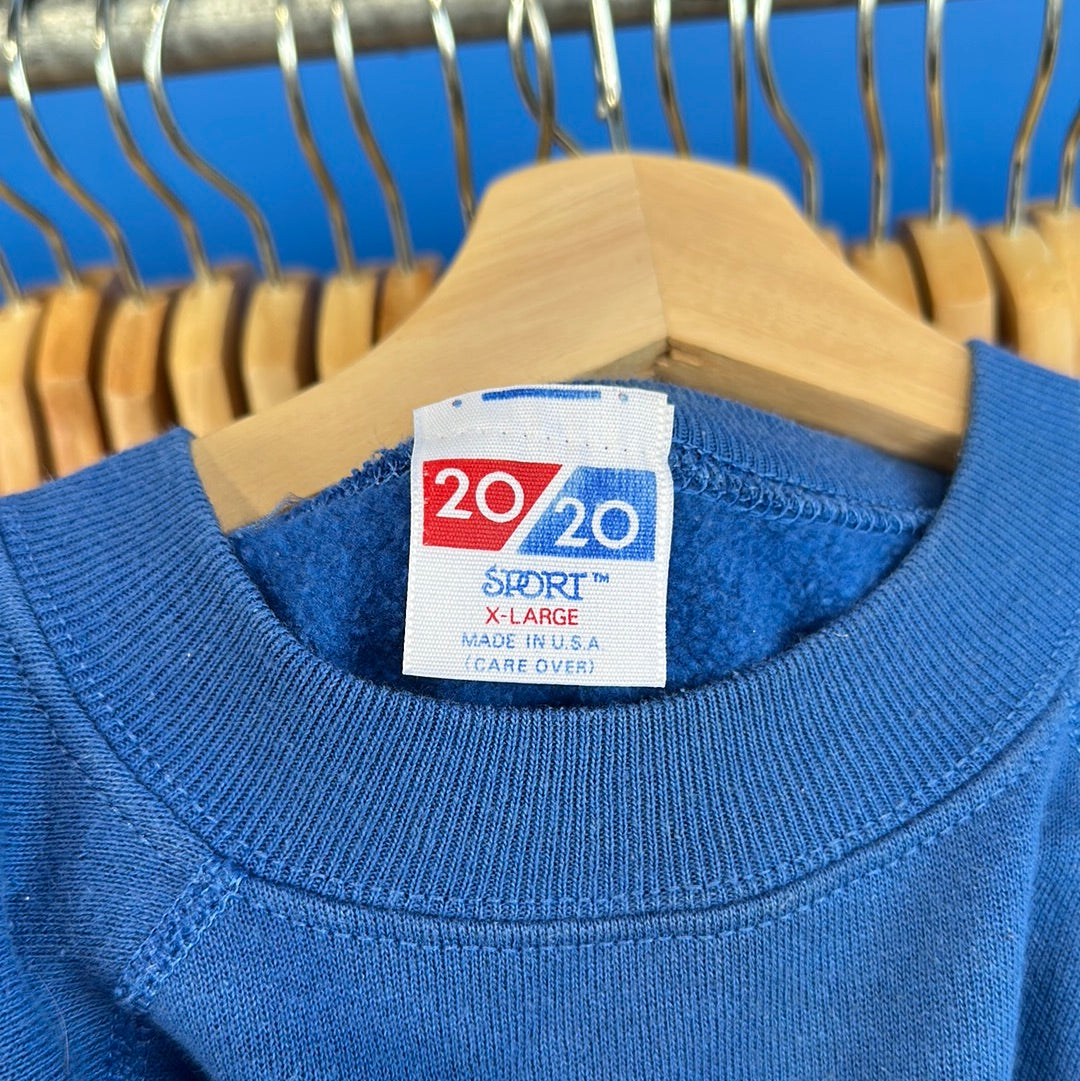 20/20
SPORT™
X-LARGE
MADE IN U.S.A.
(CARE OVER)